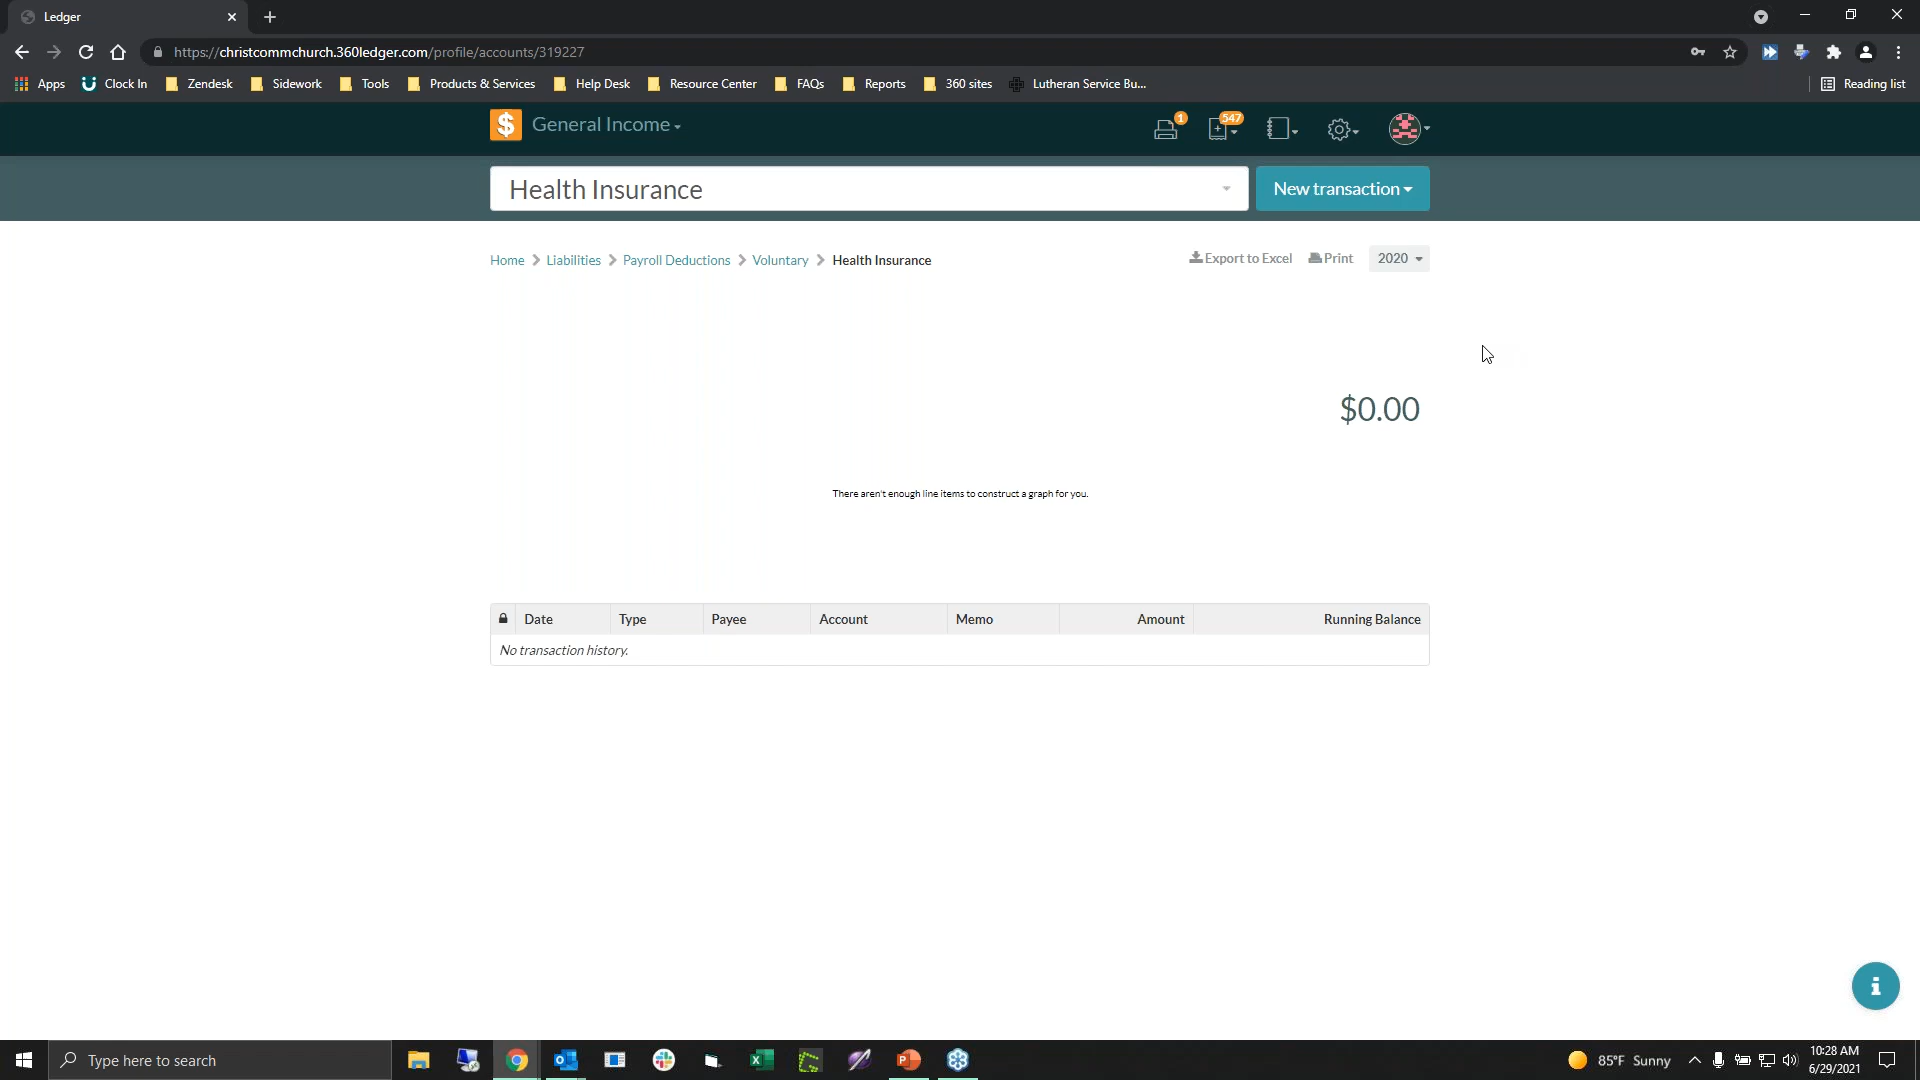 Ledger
https://christcommchurch.360ledger.com/profile/accounts/319227
Apps Clock In Zendesk Sidework Tools Products & Services Help Desk Resource Center FAQs Reports 360 sites Lutheran Service Bu... Reading list
$ General Income 1 547
Health Insurance New transaction
Home Liabilities Payroll Deductions Voluntary Health Insurance Export to Excel Print 2020
$0.00
There aren't enough line items to construct a graph for you.
Date Type Payee Account Memo Amount Running Balance
No transaction history.
Type here to search 85°F Sunny 10:28 AM
6/29/2021